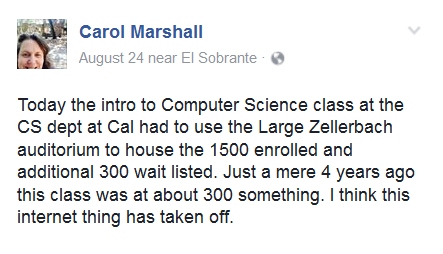 Carol Marshall
August 24 near El Sobrante ·
Today the intro to Computer Science class at the
CS dept at Cal had to use the Large Zellerbach
auditorium to house the 1500 enrolled and
additional 300 wait listed. Just a mere 4 years ago
this class was at about 300 something. I think this
internet thing has taken off.